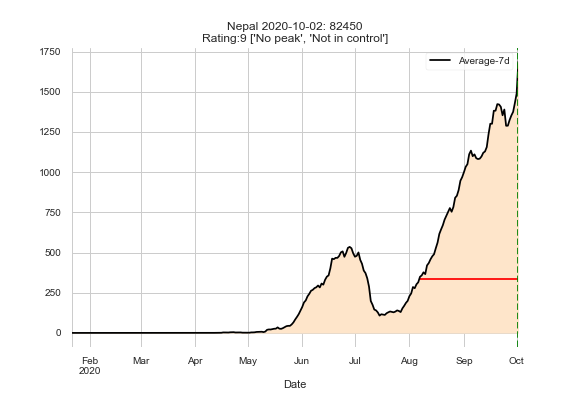 Nepal 2020-10-02: 82450
Rating:9 ['No peak', 'Not in control']
Average-7d
1750
1500
1250
1000
750
500
250
0
Feb Mar Apr May Jun Jul Aug Sep Oct
2020
Date